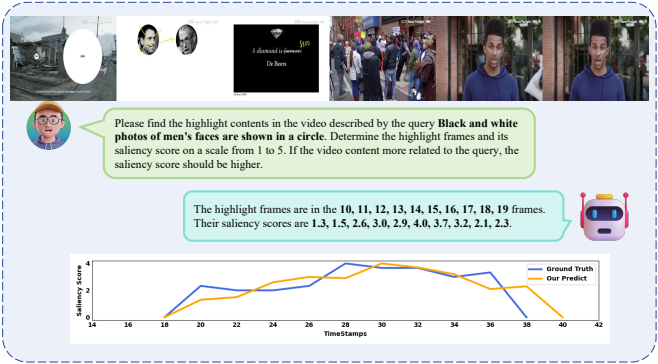 A diamond is forever
$100
De Beers
Please find the highlight contents in the video described by the query Black and white
photos of men's faces are shown in a circle. Determine the highlight frames and its
saliency score on a scale from 1 to 5. If the video content more related to the query, the
saliency score should be higher.
The highlight frames are in the 10, 11, 12, 13, 14, 15, 16, 17, 18, 19 frames.
Their saliency scores are 1.3, 1.5, 2.6, 3.0, 2.9, 4.0, 3.7, 3.2, 2.1, 2.3.
Saliency Score
4
2
0
Ground Truth
Our Predict
14 16 18 20 22 24 26 28 30 32 34 36 38 40 42
TimeStamps